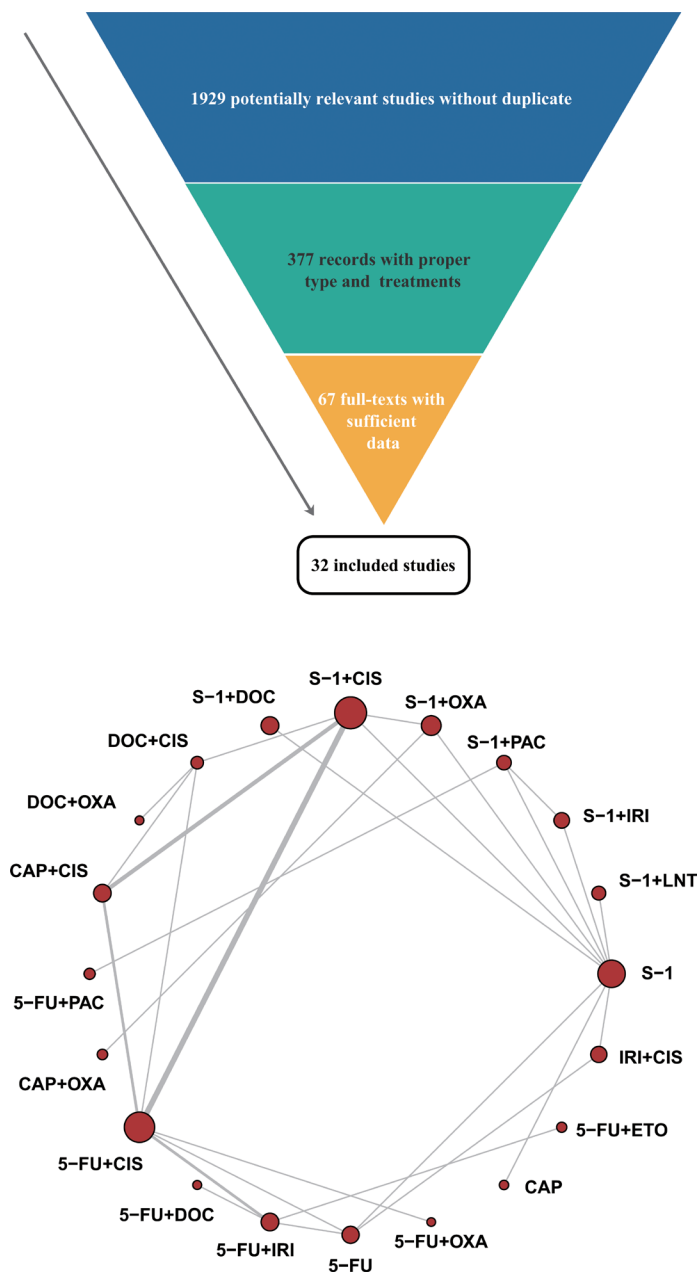 1929 potentially relevant studies without duplicate
377 records with proper
type and treatments
67 full-texts with
sufficient
data
32 included studies
S−1+CIS
S−1+DOC
S−1+OXA
DOC+CIS
S−1+PAC
DOC+OXA
S−1+IRI
CAP+CIS
S−1+LNT
5−FU+PAC
S−1
CAP+OXA
IRI+CIS
5−FU+CIS
5−FU+ETO
5−FU+DOC
CAP
5−FU+IRI
5−FU
5−FU+OXA